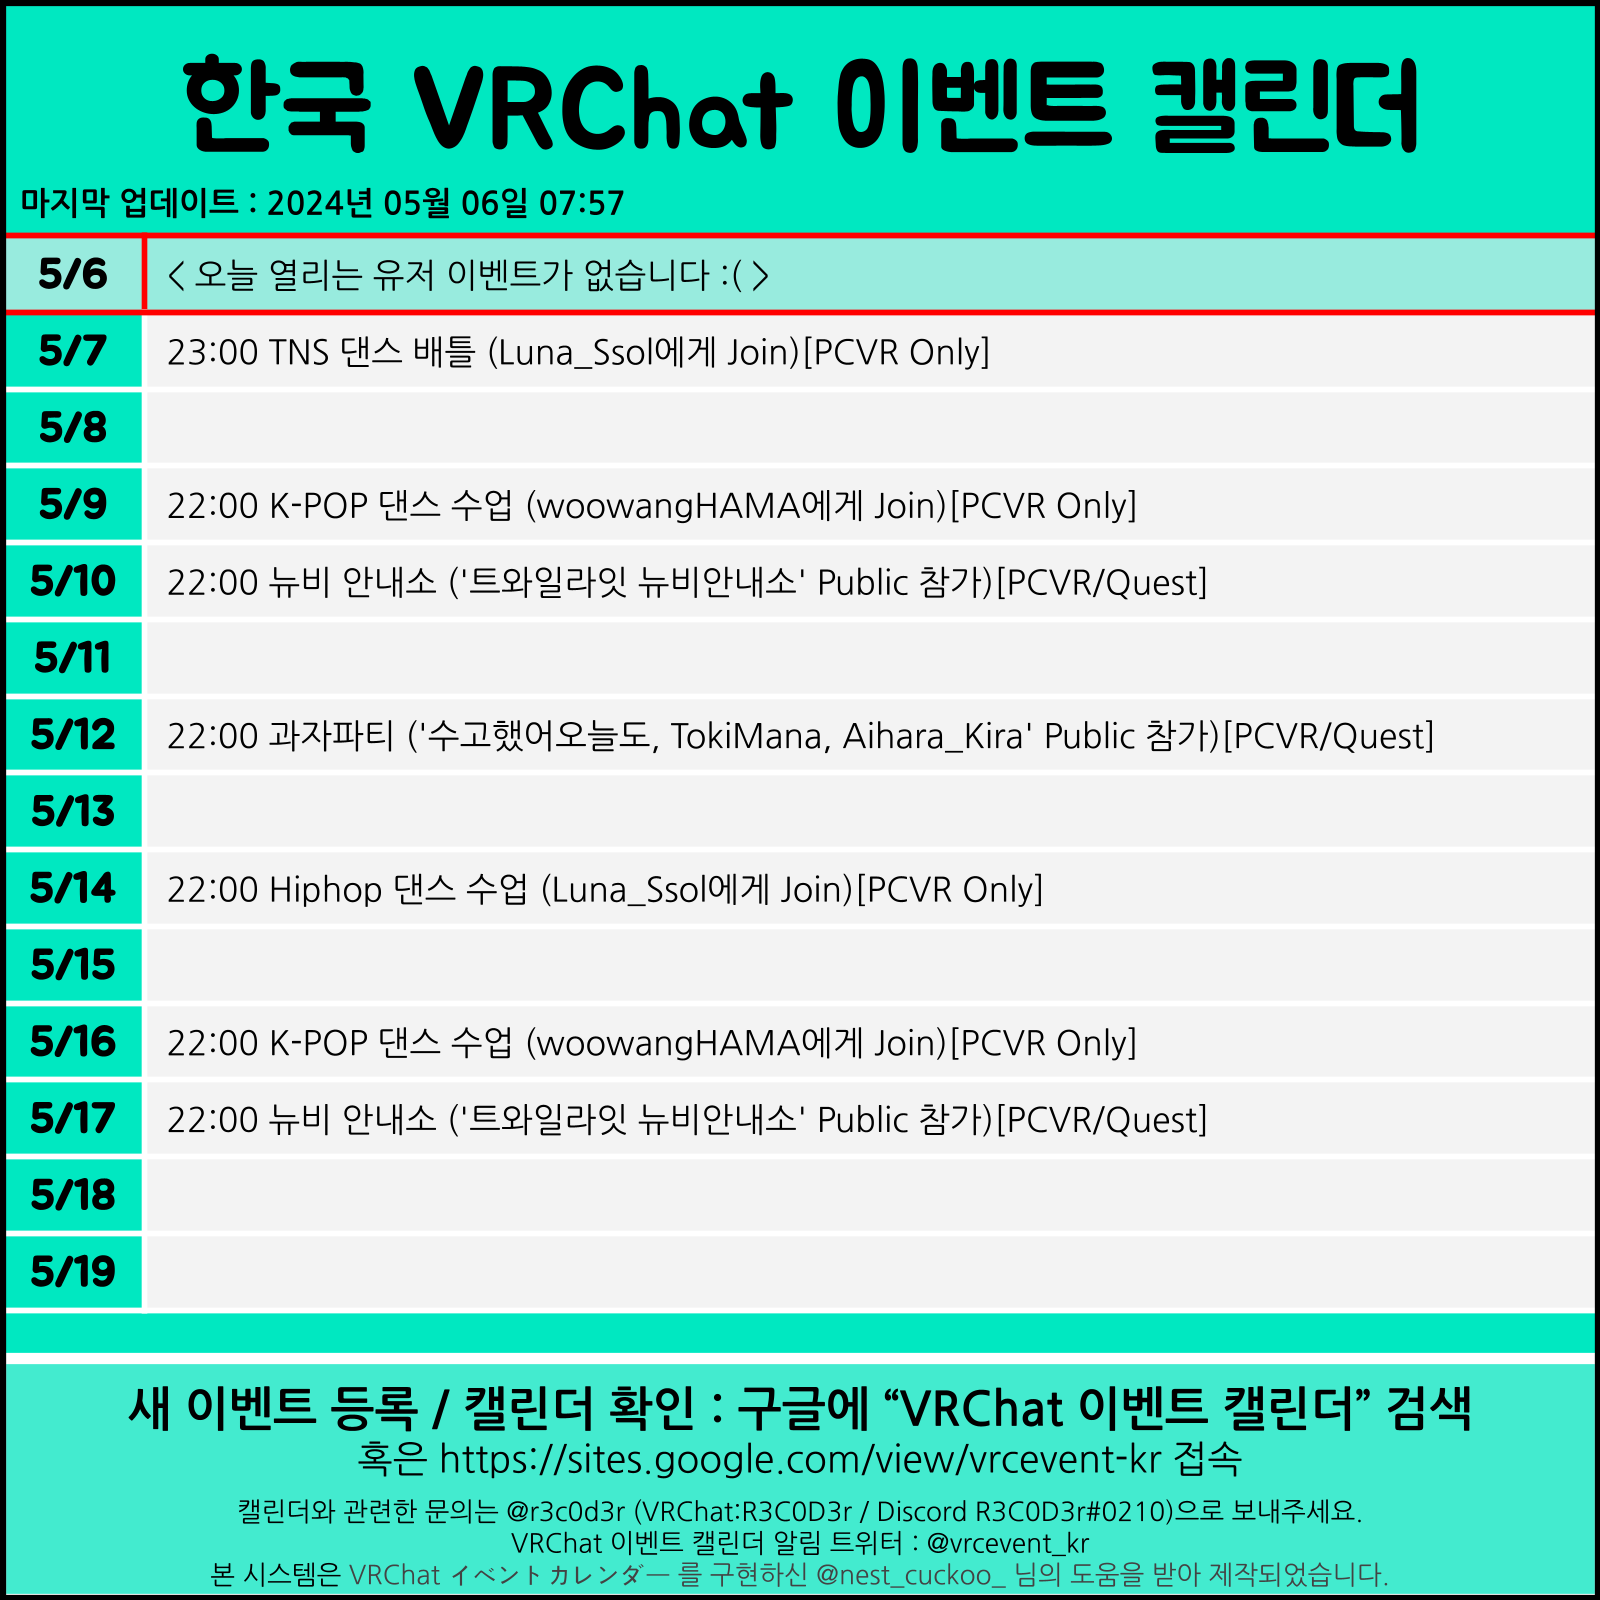 한국 VRChat 이벤트 캘린더
마지막 업데이트 : 2024년 05월 06일 07:57
5/6 < 오늘 열리는 유저 이벤트가 없습니다 :( >
5/7 23:00 TNS 댄스 배틀 (Luna_Ssol에게 Join)[PCVR Only]
5/8
5/9 22:00 K-POP 댄스 수업 (woowangHAMA에게 Join)[PCVR Only]
5/10 22:00 뉴비 안내소 ('트와일라잇 뉴비안내소' Public 참가)[PCVR/Quest]
5/11
5/12 22:00 과자파티 ('수고했어오늘도, TokiMana, Aihara_Kira' Public 참가)[PCVR/Quest]
5/13
5/14 22:00 Hiphop 댄스 수업 (Luna_Ssol에게 Join)[PCVR Only]
5/15
5/16 22:00 K-POP 댄스 수업 (woowangHAMA에게 Join)[PCVR Only]
5/17 22:00 뉴비 안내소 ('트와일라잇 뉴비안내소' Public 참가)[PCVR/Quest]
5/18
5/19
새 이벤트 등록 / 캘린더 확인 : 구글에 “VRChat 이벤트 캘린더” 검색
혹은 https://sites.google.com/view/vrcevent-kr 접속
캘린더와 관련한 문의는 @r3c0d3r (VRChat:R3C0D3r / Discord R3C0D3r#0210)으로 보내주세요.
VRChat 이벤트 캘린더 알림 트위터 : @vrcevent_kr
본 시스템은 VRChat イベントカレンダー 를 구현하신 @nest_cuckoo_ 님의 도움을 받아 제작되었습니다.